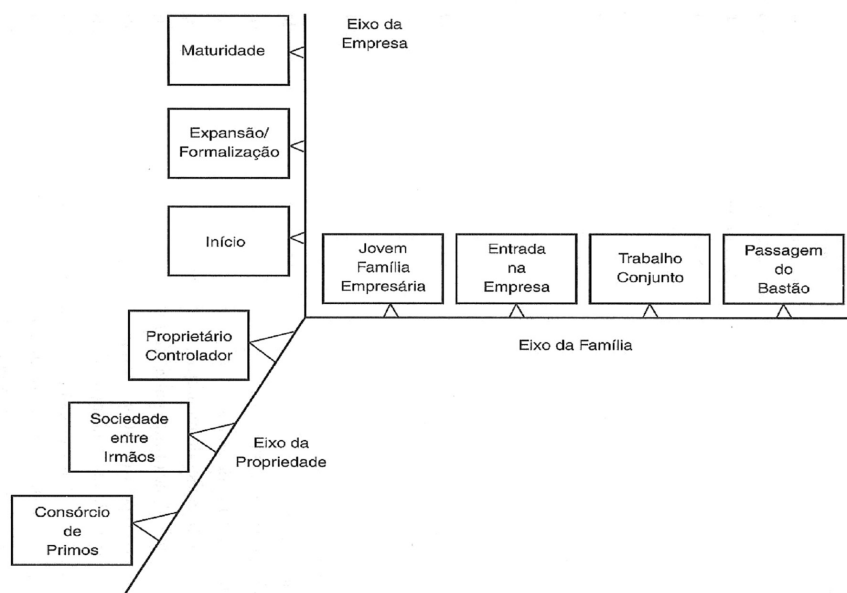 Eixo da
Empresa
Maturidade
Expansão/
Formalização
Início
Jovem
Família
Empresária
Entrada
na
Empresa
Trabalho
Conjunto
Passagem
do
Bastão
Eixo da Família
Proprietário
Controlador
Sociedade
entre
Irmãos
Eixo da
Propriedade
Consórcio
de
Primos